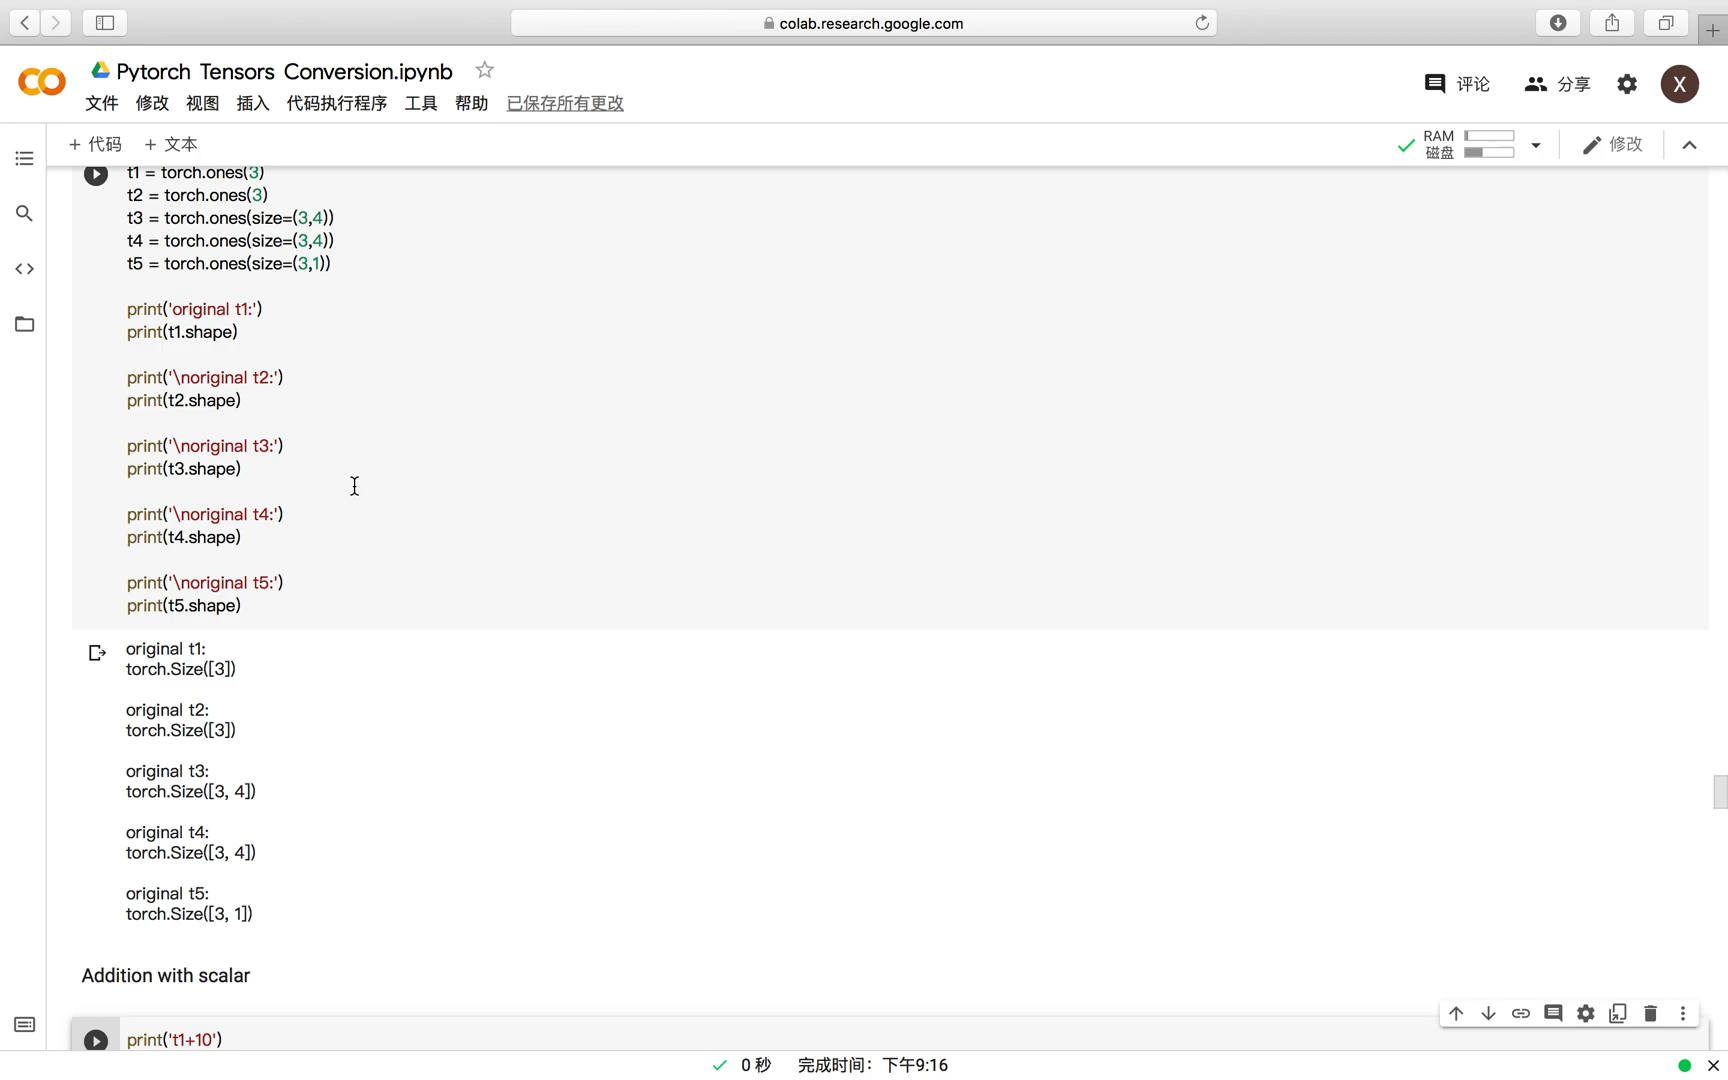 colab.research.google.com
Pytorch Tensors Conversion.ipynb
评论
分享
X
文件 修改 视图 插入 代码执行程序 工具 帮助 已保存所有更改
+ 代码 + 文本
RAM
磁盘
修改
t1 = torch.ones(3)
t2 = torch.ones(3)
t3 = torch.ones(size=(3,4))
t4 = torch.ones(size=(3,4))
t5 = torch.ones(size=(3,1))
print('original t1:')
print(t1.shape)
print('\noriginal t2:')
print(t2.shape)
print('\noriginal t3:')
print(t3.shape)
print('\noriginal t4:')
print(t4.shape)
print('\noriginal t5:')
print(t5.shape)
original t1:
torch.Size([3])
original t2:
torch.Size([3])
original t3:
torch.Size([3, 4])
original t4:
torch.Size([3, 4])
original t5:
torch.Size([3, 1])
Addition with scalar
print('t1+10')
0 秒 完成时间：下午9:16